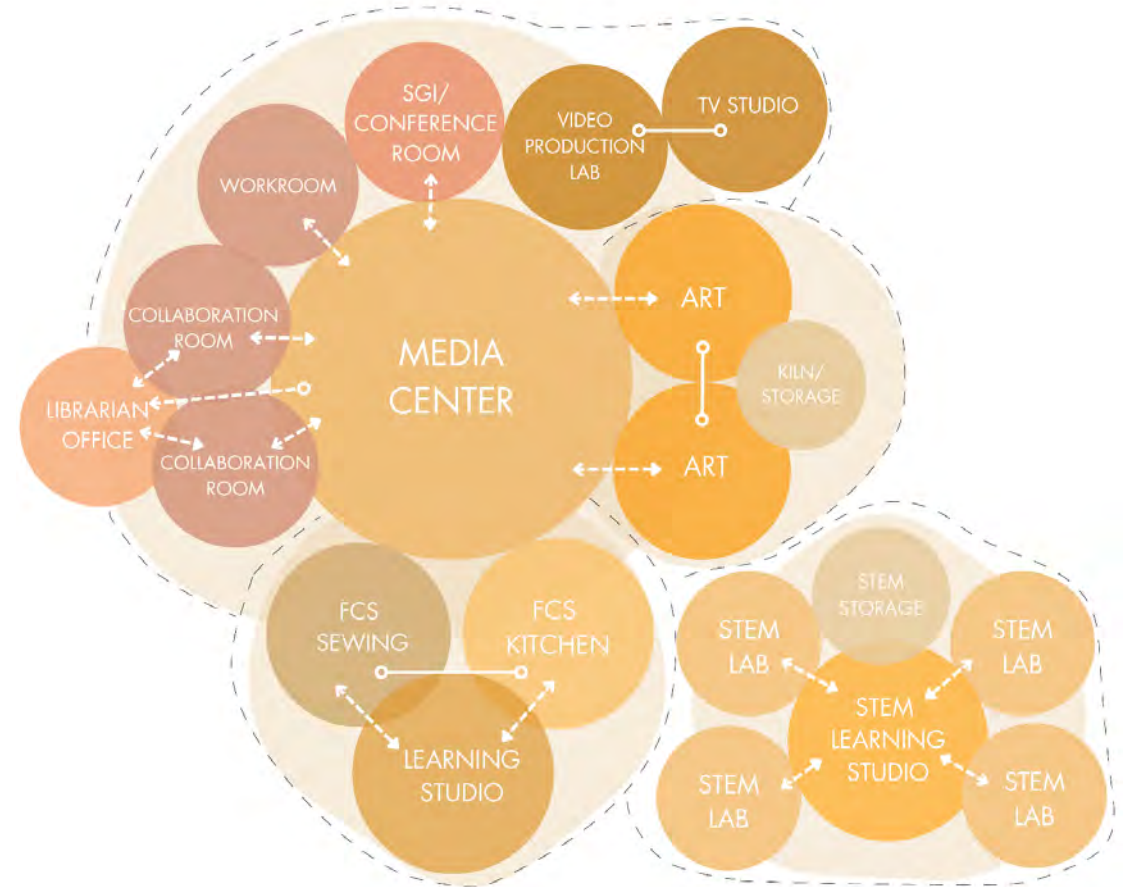 SGI/
CONFERENCE
ROOM
VIDEO
PRODUCTION
LAB
TV STUDIO
WORKROOM
COLLABORATION
ROOM
LIBRARIAN
OFFICE
COLLABORATION
ROOM
MEDIA
CENTER
ART
KILN/
STORAGE
ART
FCS
SEWING
FCS
KITCHEN
LEARNING
STUDIO
STEM
STORAGE
STEM
LAB
STEM
LAB
STEM
LEARNING
STUDIO
STEM
LAB
STEM
LAB